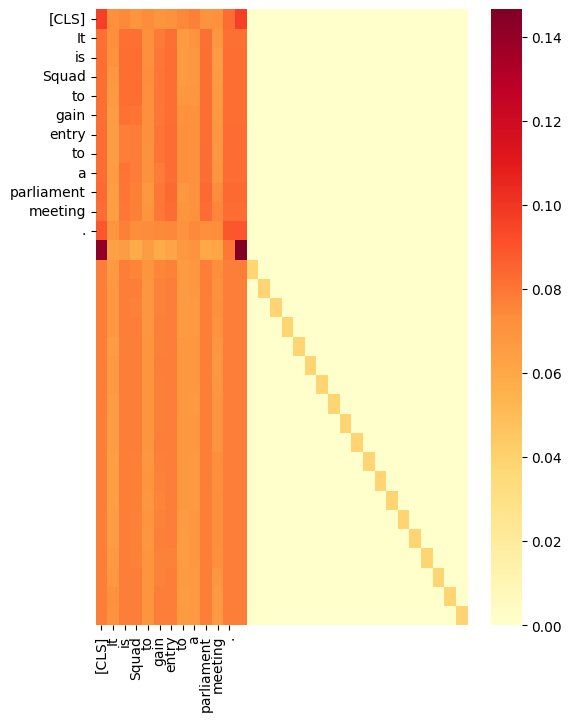 [CLS]
It
is
Squad
to
gain
entry
to
a
parliament
meeting
.
[CLS]
It
is
Squad
to
gain
entry
to
a
parliament
meeting
.
0.14
0.12
0.10
0.08
0.06
0.04
0.02
0.00